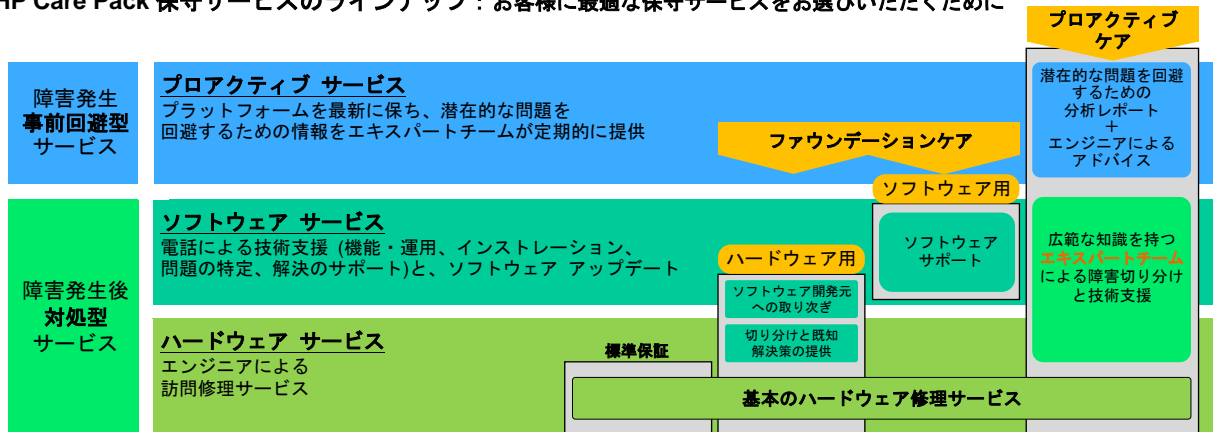 HP Care Pack 保守サービスのラインナップ：お客様に最適な保守サービスをお選びいただくために
プロアクティブ
ケア
障害発生
事前回避型
サービス
プロアクティブ サービス
プラットフォームを最新に保ち、潜在的な問題を
回避するための情報をエキスパートチームが定期的に提供
潜在的な問題を回避
するための
分析レポート
＋
エンジニアによる
アドバイス
ファウンデーションケア
ソフトウェア用
障害発生後
対処型
サービス
ソフトウェア サービス
電話による技術支援 (機能・運用、インストレーション、
問題の特定、解決のサポート)と、ソフトウェア アップデート
ソフトウェア
サポート
広範な知識を持つ
エキスパートチーム
による障害切り分け
と技術支援
ハードウェア用
ソフトウェア開発元
への取り次ぎ
切り分けと既知
解決策の提供
ハードウェア サービス
エンジニアによる
訪問修理サービス
標準保証
基本のハードウェア修理サービス